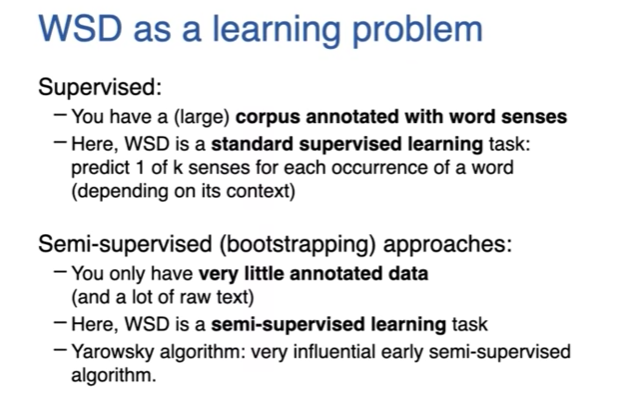 WSD as a learning problem
Supervised:
– You have a (large) corpus annotated with word senses
– Here, WSD is a standard supervised learning task:
predict 1 of k senses for each occurrence of a word
(depending on its context)
Semi-supervised (bootstrapping) approaches:
– You only have very little annotated data
(and a lot of raw text)
– Here, WSD is a semi-supervised learning task
– Yarowsky algorithm: very influential early semi-supervised
algorithm.